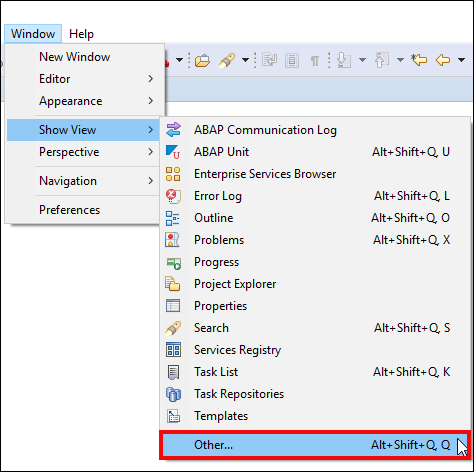 Window Help
New Window
Editor
Appearance
Show View
Perspective
Navigation
Preferences
ABAP Communication Log
ABAP Unit Alt+Shift+Q, U
Enterprise Services Browser
Error Log Alt+Shift+Q, L
Outline Alt+Shift+Q, O
Problems Alt+Shift+Q, X
Progress
Project Explorer
Properties
Search Alt+Shift+Q, S
Services Registry
Task List Alt+Shift+Q, K
Task Repositories
Templates
Other... Alt+Shift+Q, Q